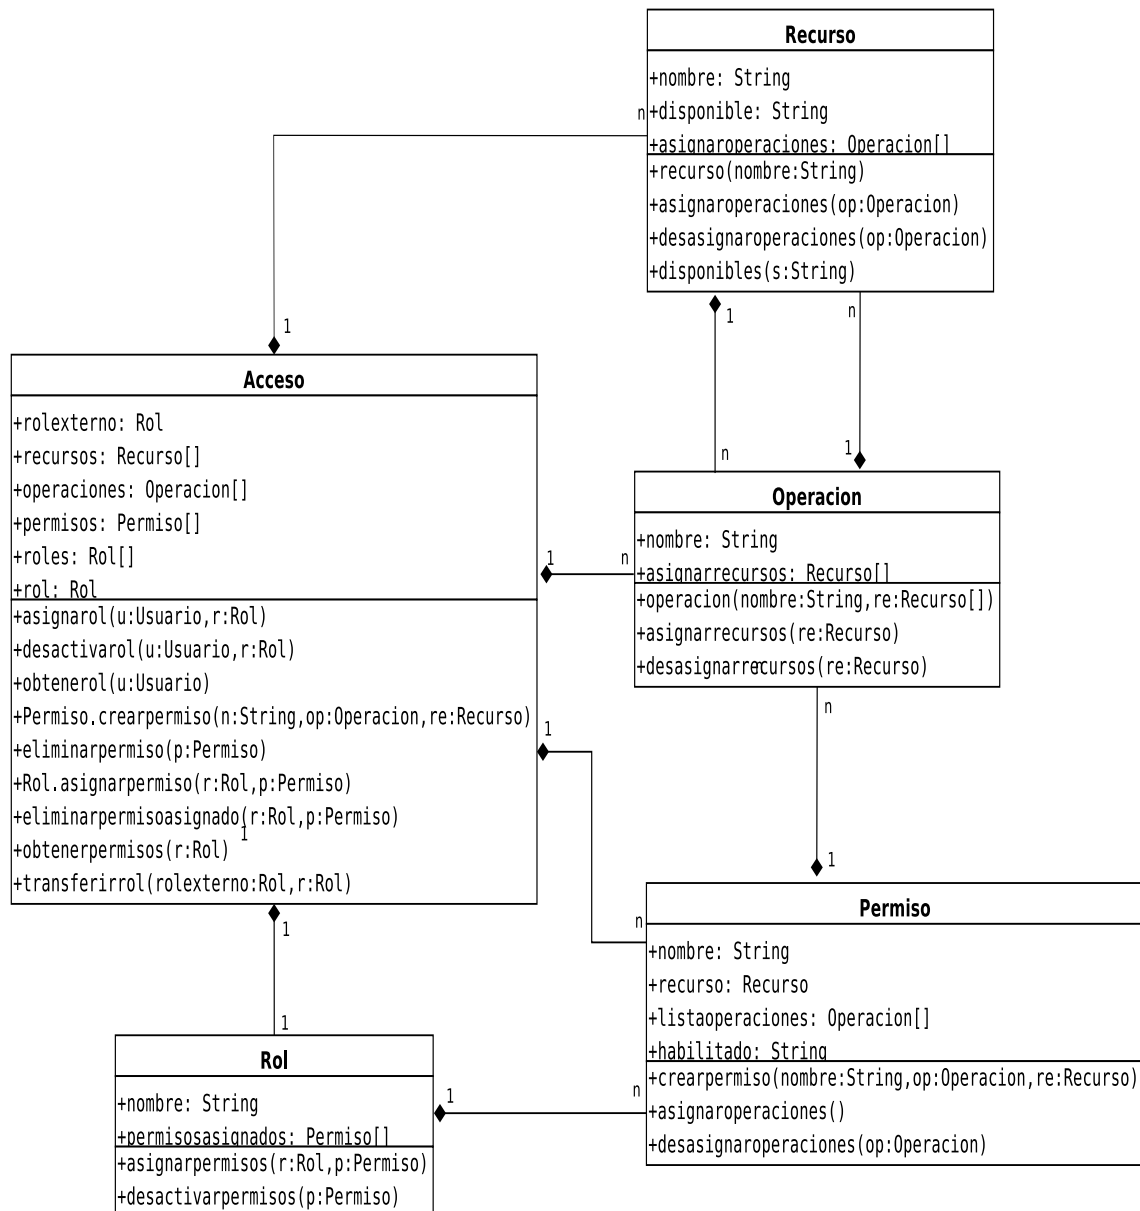 Recurso
+nombre: String
+disponible: String
+asignaroperaciones: Operacion[]
+recurso(nombre:String)
+asignaroperaciones(op:Operacion)
+desasignaroperaciones(op:Operacion)
+disponibles(s:String)
n
1
n
1
n
1
Acceso
+rolexterno: Rol
+recursos: Recurso[]
+operaciones: Operacion[]
+permisos: Permiso[]
+roles: Rol[]
+rol: Rol
+asignarol(u:Usuario,r:Rol)
+desactivarol(u:Usuario,r:Rol)
+obtenerol(u:Usuario)
+Permiso.crearpermiso(n:String,op:Operacion,re:Recurso)
+eliminarpermiso(p:Permiso)
+Rol.asignarpermiso(r:Rol,p:Permiso)
+eliminarpermisoasignado(r:Rol,p:Permiso)
1
+obtenerpermisos(r:Rol)
+transferirrol(rolexterno:Rol,r:Rol)
1
n
Operacion
+nombre: String
+asignarrecursos: Recurso[]
+operacion(nombre:String,re:Recurso[])
+asignarrecursos(re:Recurso)
+desasignarrecursos(re:Recurso)
n
1
1
n
Permiso
+nombre: String
+recurso: Recurso
+listaoperaciones: Operacion[]
+habilitado: String
+crearpermiso(nombre:String,op:Operacion,re:Recurso)
+asignaroperaciones()
+desasignaroperaciones(op:Operacion)
1
1
Rol
+nombre: String
+permisosasignados: Permiso[]
+asignarpermisos(r:Rol,p:Permiso)
+desactivarpermisos(p:Permiso)
1
n